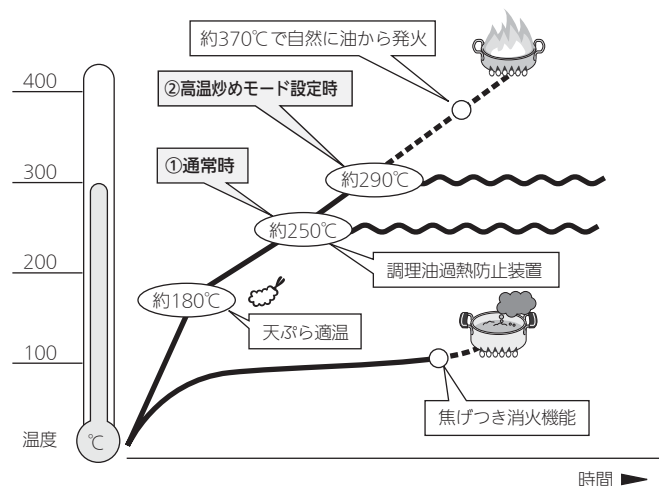 約370℃で自然に油から発火
400
②高温炒めモード設定時
①通常時
300
約290℃
約250℃
200
調理油過熱防止装置
約180℃
天ぷら適温
100
焦げつき消火機能
温度
℃
時間